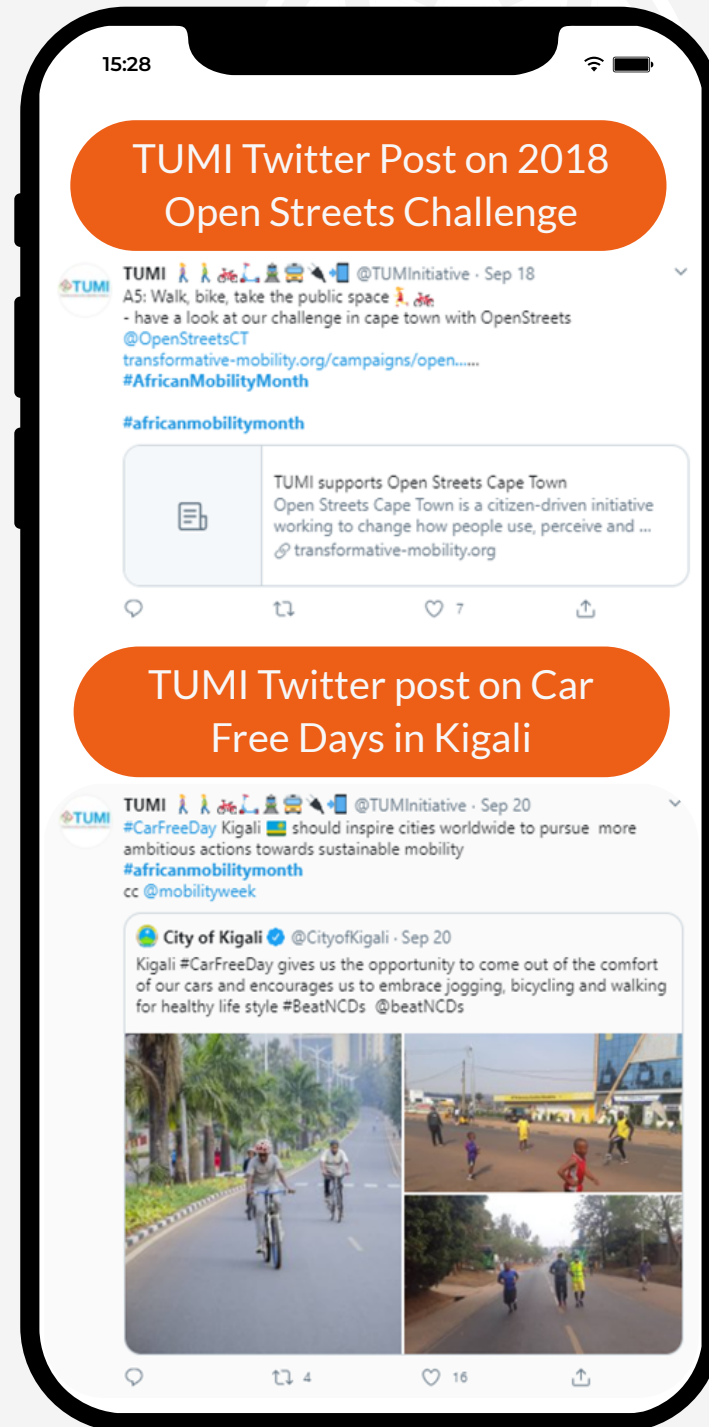 15:28
TUMI Twitter Post on 2018
Open Streets Challenge
TUMI
TUMI 🚶🚶🚲🛴🚊🚍🔌📲 @TUMInitiative · Sep 18
A5: Walk, bike, take the public space 🚶🚲
- have a look at our challenge in cape town with OpenStreets
@OpenStreetsCT
transformative-mobility.org/campaigns/open......
#AfricanMobilityMonth
#africanmobilitymonth
TUMI supports Open Streets Cape Town
Open Streets Cape Town is a citizen-driven initiative
working to change how people use, perceive and ...
transformative-mobility.org
7
TUMI Twitter post on Car
Free Days in Kigali
TUMI
TUMI 🚶🚶🚲🛴🚊🚍🔌📲 @TUMInitiative · Sep 20
#CarFreeDay Kigali 🇷🇼 should inspire cities worldwide to pursue more
ambitious actions towards sustainable mobility
#africanmobilitymonth
cc @mobilityweek
City of Kigali @CityofKigali · Sep 20
Kigali #CarFreeDay gives us the opportunity to come out of the comfort
of our cars and encourages us to embrace jogging, bicycling and walking
for healthy life style #BeatNCDs @beatNCDs
4
16